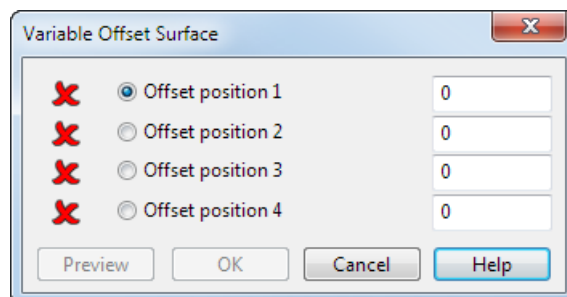 Variable Offset Surface
Offset position 1 0
Offset position 2 0
Offset position 3 0
Offset position 4 0
Preview OK Cancel Help